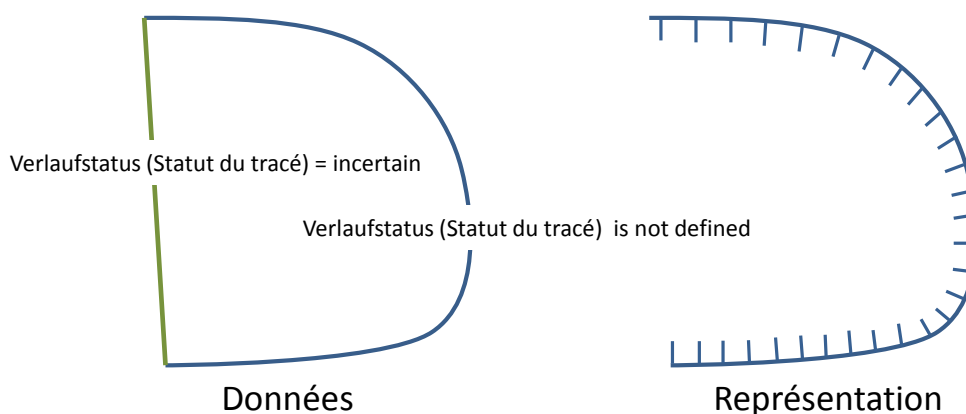 Verlaufstatus (Statut du tracé) = incertain
Verlaufstatus (Statut du tracé) is not defined
Données
Représentation